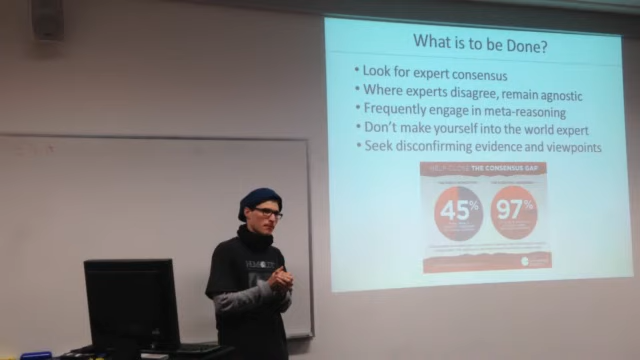 What is to be Done?
• Look for expert consensus
• Where experts disagree, remain agnostic
• Frequently engage in meta-reasoning
• Don't make yourself into the world expert
• Seek disconfirming evidence and viewpoints
THE CONSENSUS GAP
45% 97%